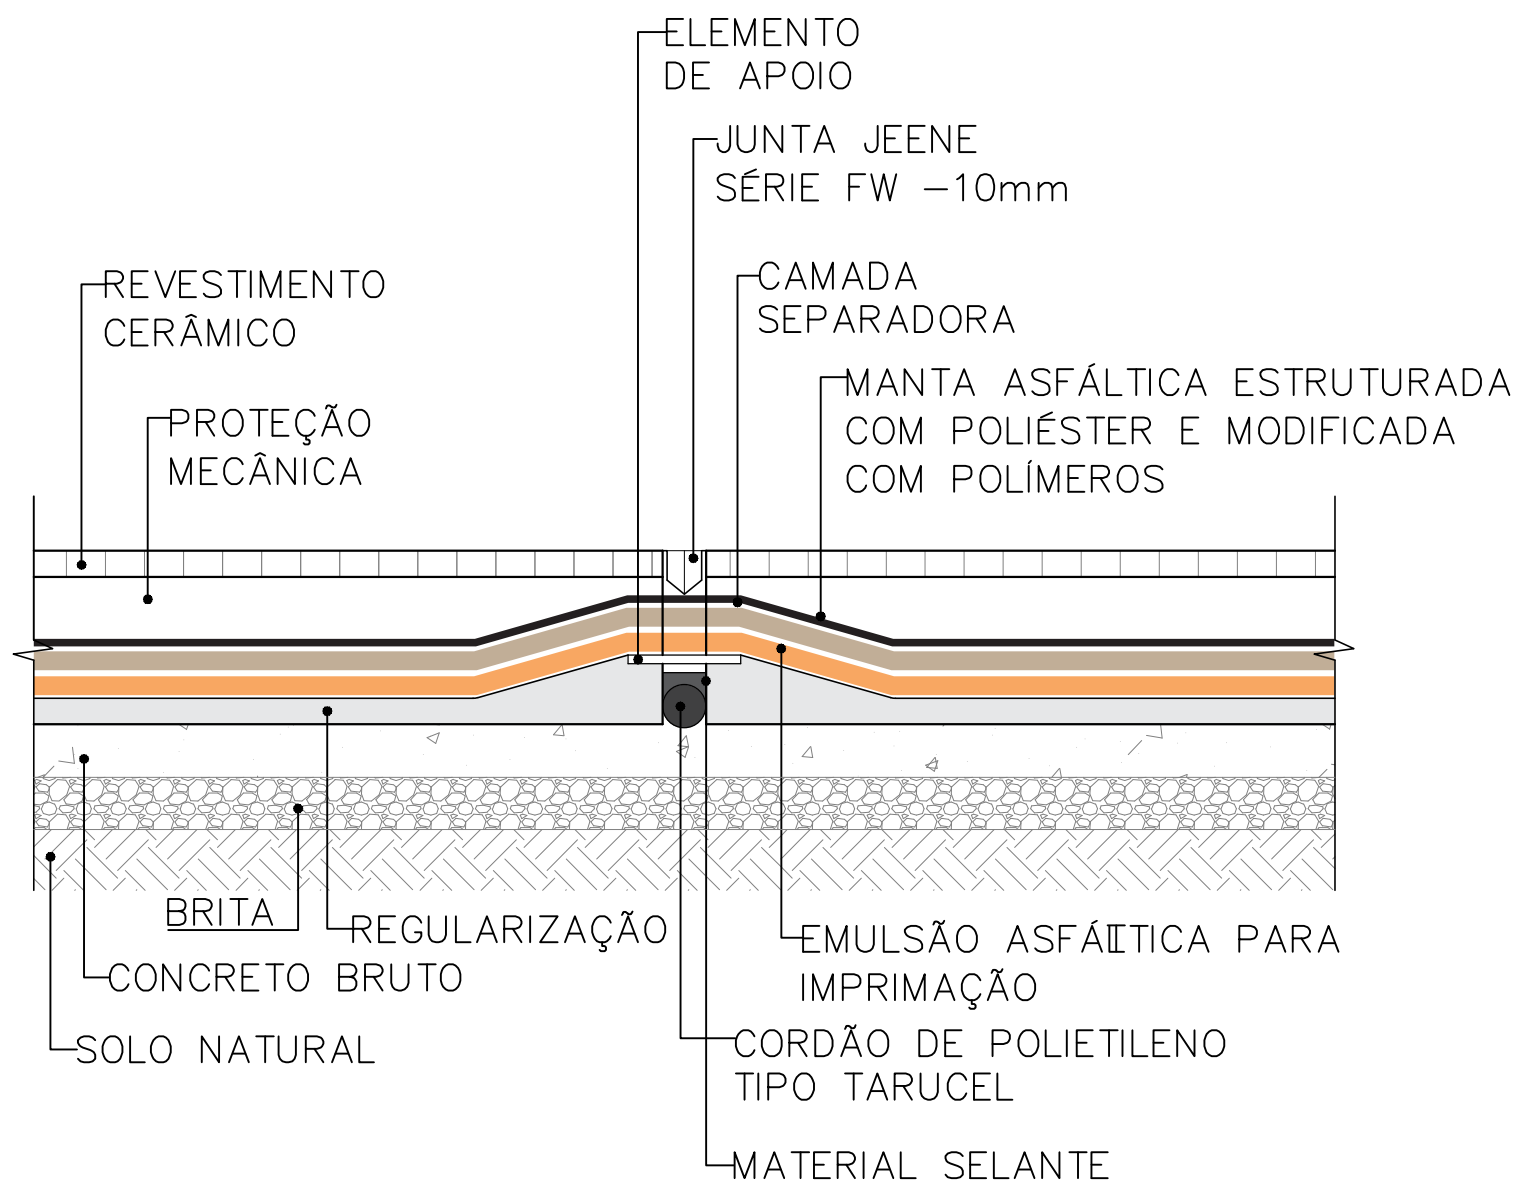 ELEMENTO
DE APOIO
JUNTA JEENE
SÉRIE FW -10mm
REVESTIMENTO
CERÂMICO
CAMADA
SEPARADORA
PROTEÇÃO
MECÂNICA
MANTA ASFÁLTICA ESTRUTURADA
COM POLIÉSTER E MODIFICADA
COM POLÍMEROS
BRITA
REGULARIZAÇÃO
CONCRETO BRUTO
SOLO NATURAL
EMULSÃO ASFÁLTICA PARA
IMPRIMAÇÃO
CORDÃO DE POLIETILENO
TIPO TARUCEL
MATERIAL SELANTE